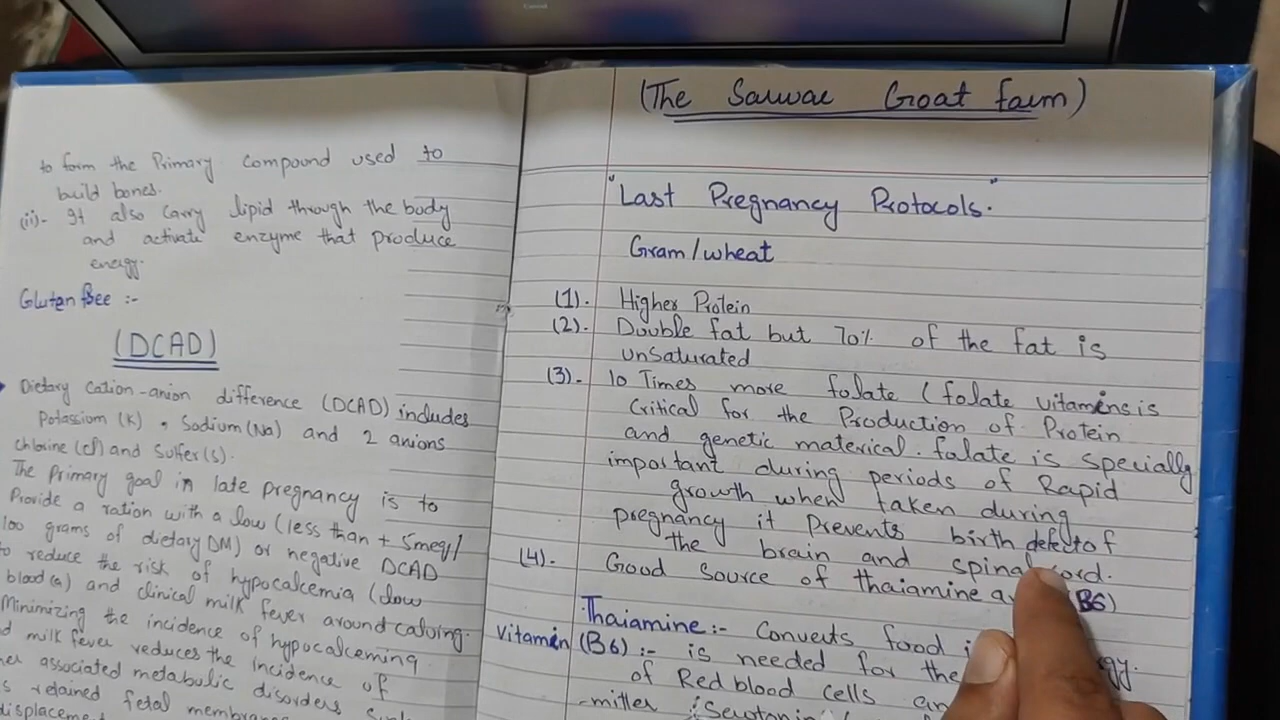 to form the Primary Compound used to
build bones.
(ii)- It also Carry lipid through the body
and activate enzyme that produce
energy.
Glutan free :-
(DCAD)
Dietary Cation-anion difference (DCAD) includes
Potassium (K) , Sodium (Na) and 2 anions
Chlorine (cl) and Sulfer (s).
The Primary goal in late pregnancy is to
Provide a ration with a low (less than + 5meq/
100 grams of dietary DM) or negative DCAD
to reduce the risk of hypocalcemia (low
blood (a) and clinical milk fever around calving.
Minimizing the incidence of hypocalceming
milk fever reduces the incidence of
associated metabolic disorders
retained fetal
(The Sarwar Goat farm)
"Last Pregnancy Protocols."
Gram/wheat
(1). Higher Protein
(2). Double fat but 70% of the fat is
unSaturated
(3). 10 Times more folate (folate vitamins is
Critical for the Production of Protein
and genetic material. folate is specially
important during periods of Rapid
growth when taken during
pregnancy it Prevents birth defect of
the brain and spinal cord.
(4). Good Source of thaiamine (B6)
Thaiamine:- Converts food
Vitamin (B6) :- is needed for the
of Red blood cells
-mitter